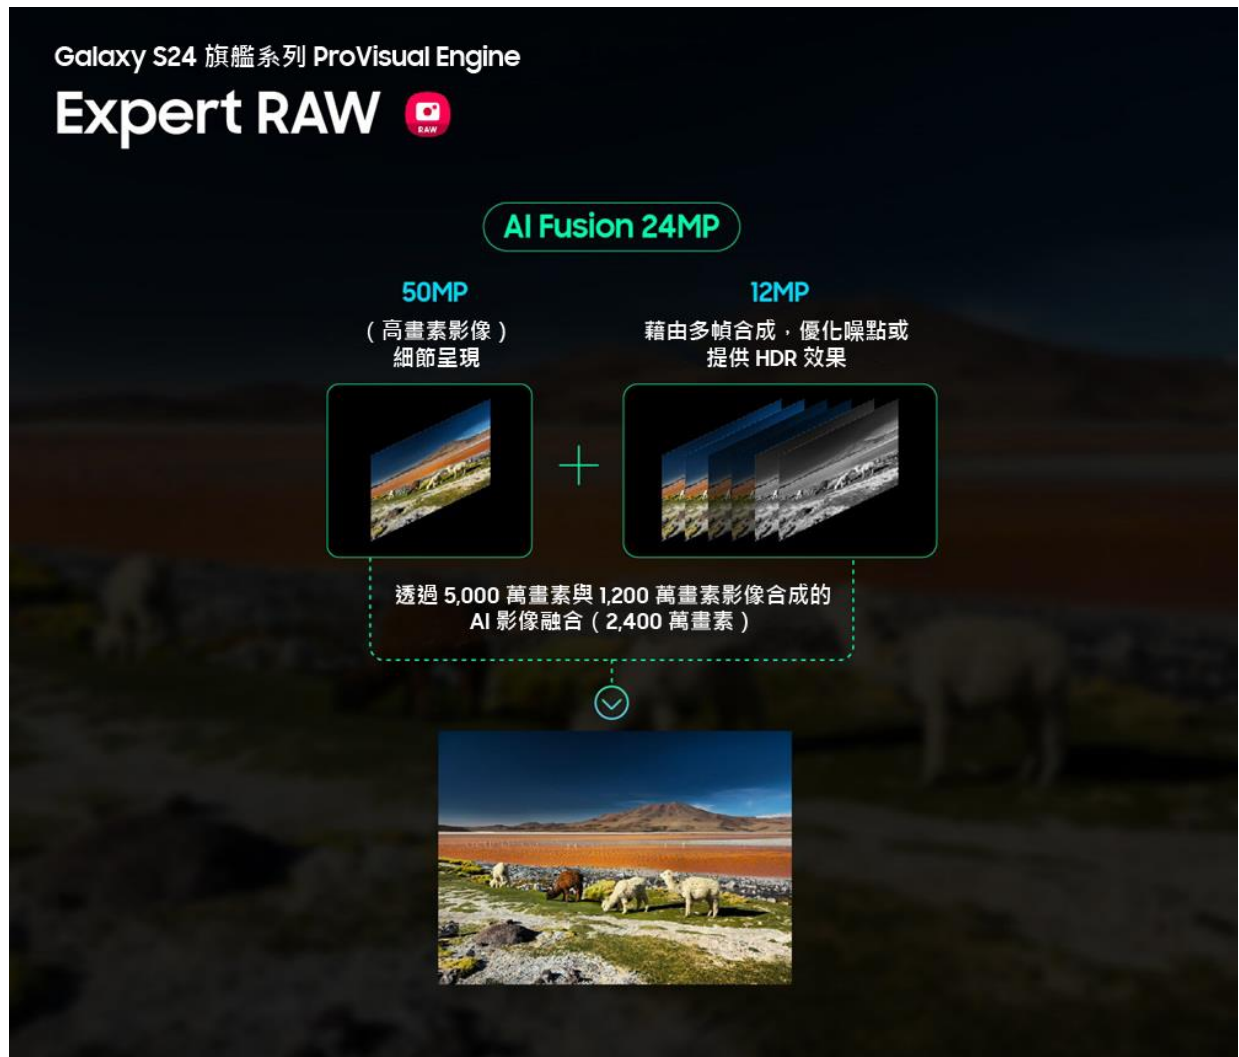 Galaxy S24 旗艦系列 ProVisual Engine
Expert RAW
RAW
AI Fusion 24MP
50MP
（高畫素影像）
細節呈現
12MP
藉由多幀合成，優化噪點或
提供 HDR 效果
透過 5,000 萬畫素與 1,200 萬畫素影像合成的
AI 影像融合（2,400 萬畫素）